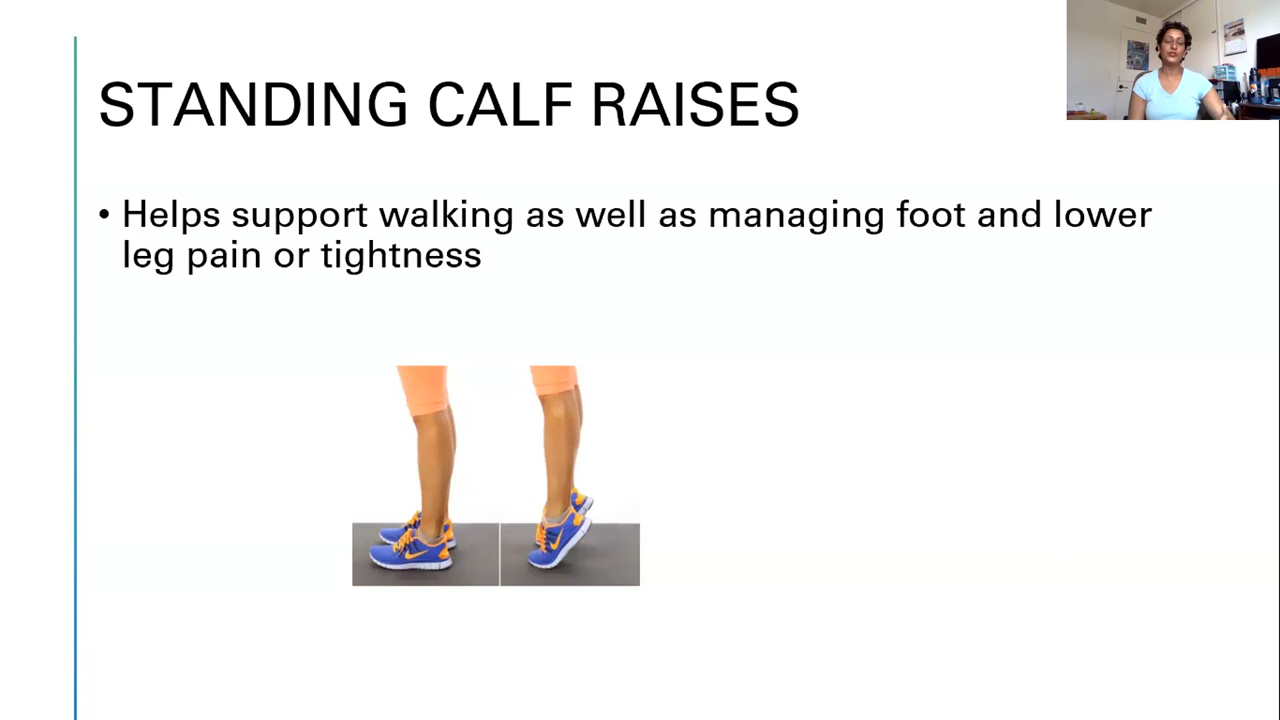 STANDING CALF RAISES
• Helps support walking as well as managing foot and lower
leg pain or tightness